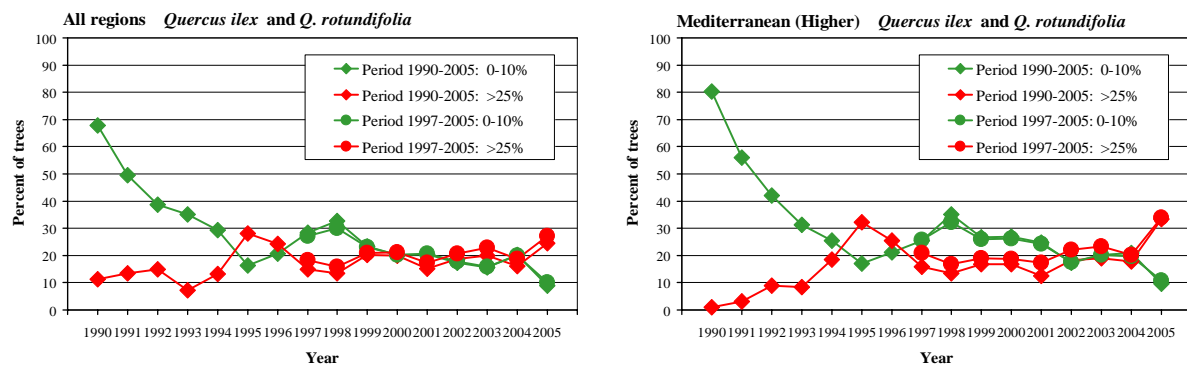 All regions Quercus ilex and Q. rotundifolia
Percent of trees
100
90
80
70
60
50
40
30
20
10
0
Period 1990-2005: 0-10%
Period 1990-2005: >25%
Period 1997-2005: 0-10%
Period 1997-2005: >25%
1990 1991 1992 1993 1994 1995 1996 1997 1998 1999 2000 2001 2002 2003 2004 2005
Year
Mediterranean (Higher) Quercus ilex and Q. rotundifolia
Percent of trees
100
90
80
70
60
50
40
30
20
10
0
Period 1990-2005: 0-10%
Period 1990-2005: >25%
Period 1997-2005: 0-10%
Period 1997-2005: >25%
1990 1991 1992 1993 1994 1995 1996 1997 1998 1999 2000 2001 2002 2003 2004 2005
Year